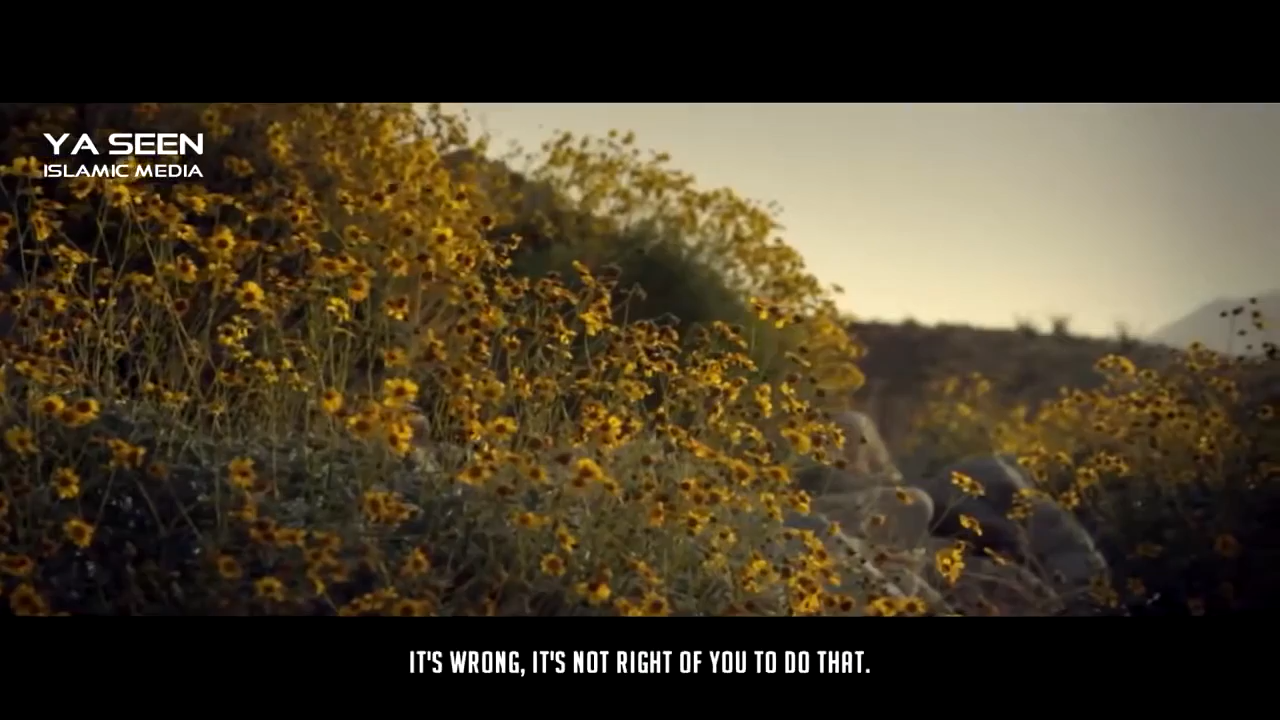 YA SEEN
ISLAMIC MEDIA
IT'S WRONG, IT'S NOT RIGHT OF YOU TO DO THAT.